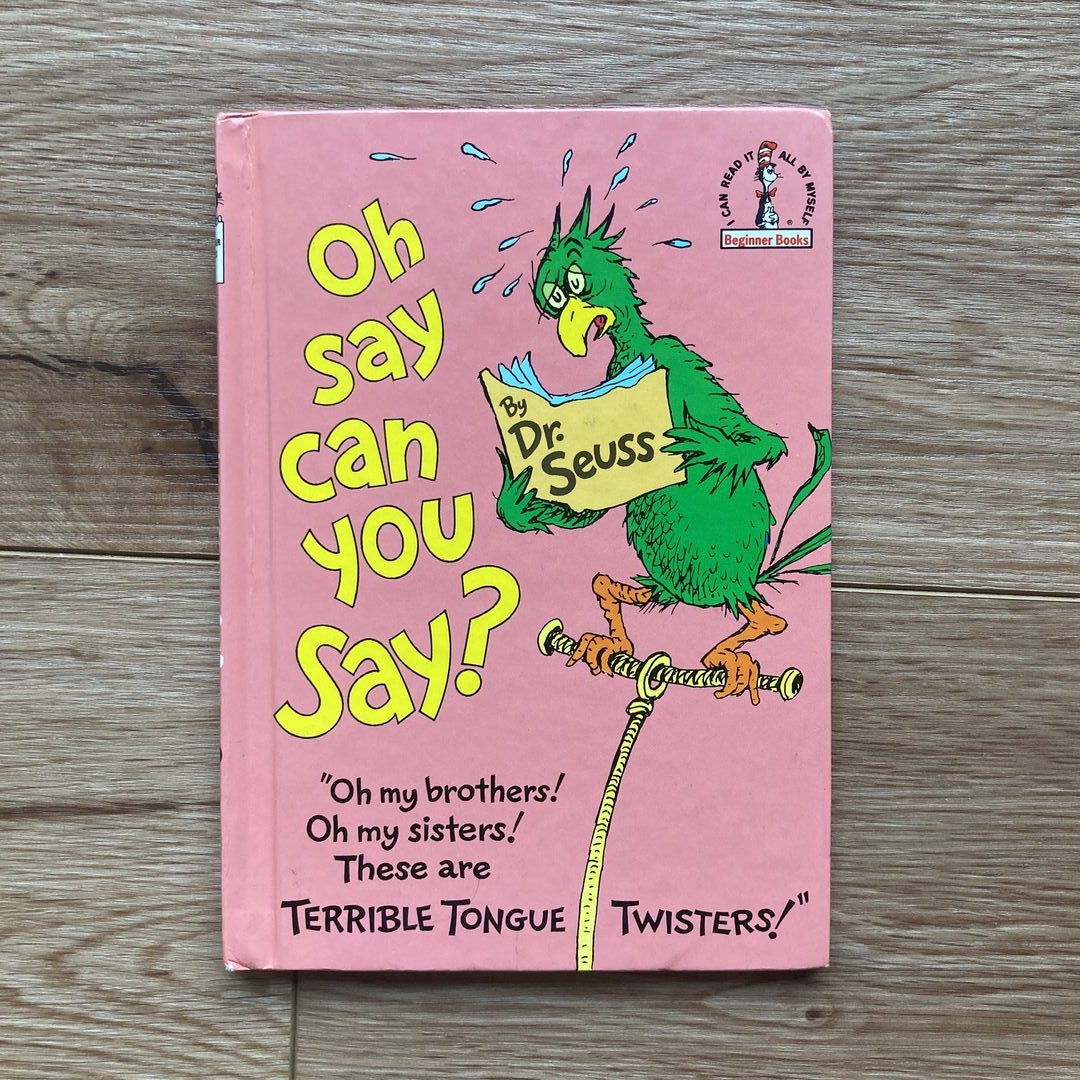 Oh
say
can
you
Say?
I CAN READ IT ALL BY MYSELF
®
Beginner Books
By
Dr.
Seuss
"Oh my brothers!
Oh my sisters!
These are
TERRIBLE TONGUE TWISTERS!"